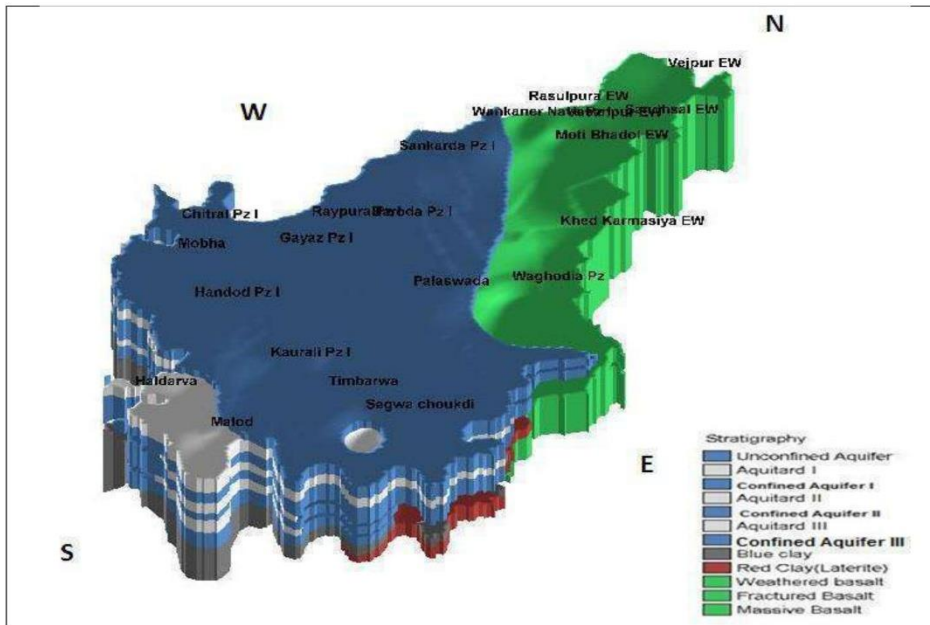 N
Vejpur EW
Rasulpura EW
W
Moti Bhadol EW
Sankarda Pz I
Chitral Pz I
Khed Karmasiya EW
Gayaz Pz I
Mobha
Palaswada
Waghodia Pz
Handod Pz I
Kaurali Pz I
Haldarva
Timbarwa
Segwa choukdi
Malod
Stratigraphy
Unconfined Aquifer
E
Aquitard I
Confined Aquifer I
Aquitard II
Confined Aquifer II
Aquitard III
Confined Aquifer III
S
Blue clay
Red Clay(Laterite)
Weathered basalt
Fractured Basalt
Massive Basalt